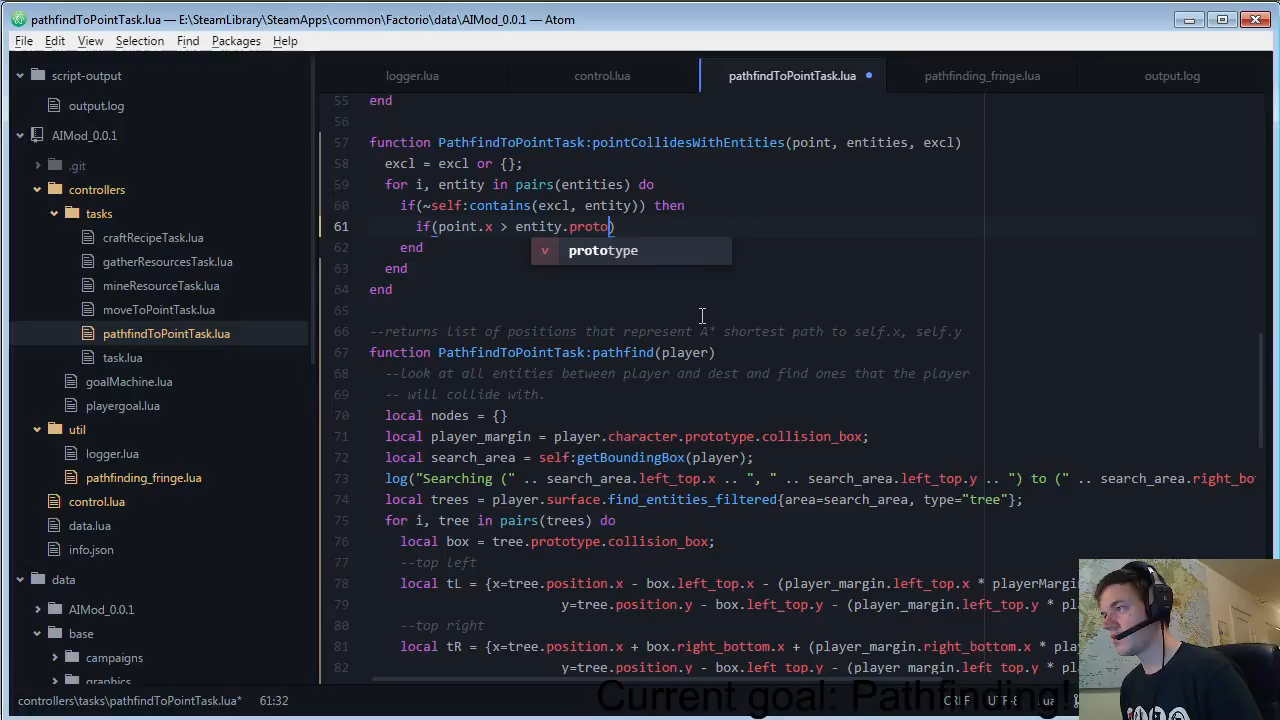 pathfindToPointTask.lua — E:\SteamLibrary\SteamApps\common\Factorio\data\AIMod_0.0.1 — Atom
File Edit View Selection Find Packages Help
script-output
output.log
AIMod_0.0.1
.git
controllers
tasks
craftRecipeTask.lua
gatherResourcesTask.lua
mineResourceTask.lua
moveToPointTask.lua
pathfindToPointTask.lua
task.lua
goalMachine.lua
playergoal.lua
util
logger.lua
pathfinding_fringe.lua
control.lua
data.lua
info.json
data
AIMod_0.0.1
base
campaigns
graphics
logger.lua control.lua pathfindToPointTask.lua pathfinding_fringe.lua output.log
55 end
56
57 function PathfindToPointTask:pointCollidesWithEntities(point, entities, excl)
58 excl = excl or {};
59 for i, entity in pairs(entities) do
60 if(~self:contains(excl, entity)) then
61 if(point.x > entity.proto)
v prototype
62 end
63 end
64 end
65
66 --returns list of positions that represent A* shortest path to self.x, self.y
67 function PathfindToPointTask:pathfind(player)
68 --look at all entities between player and dest and find ones that the player
69 -- will collide with.
70 local nodes = {}
71 local player_margin = player.character.prototype.collision_box;
72 local search_area = self:getBoundingBox(player);
73 log("Searching (" .. search_area.left_top.x .. ", " .. search_area.left_top.y .. ") to (" .. search_area.right_bo
74 local trees = player.surface.find_entities_filtered{area=search_area, type="tree"};
75 for i, tree in pairs(trees) do
76 local box = tree.prototype.collision_box;
77 --top left
78 local tL = {x=tree.position.x - box.left_top.x - (player_margin.left_top.x * playerMargi
79 y=tree.position.y - box.left_top.y - (player_margin.left_top.y * pl
80 --top right
81 local tR = {x=tree.position.x + box.right_bottom.x + (player_margin.right_bottom.x * pla
82 y=tree.position.y - box.left_top.y - (player_margin.left_top.y * pl
controllers\tasks\pathfindToPointTask.lua* 61:32 CRLF UTF-8 Lua
Current goal: Pathfinding!